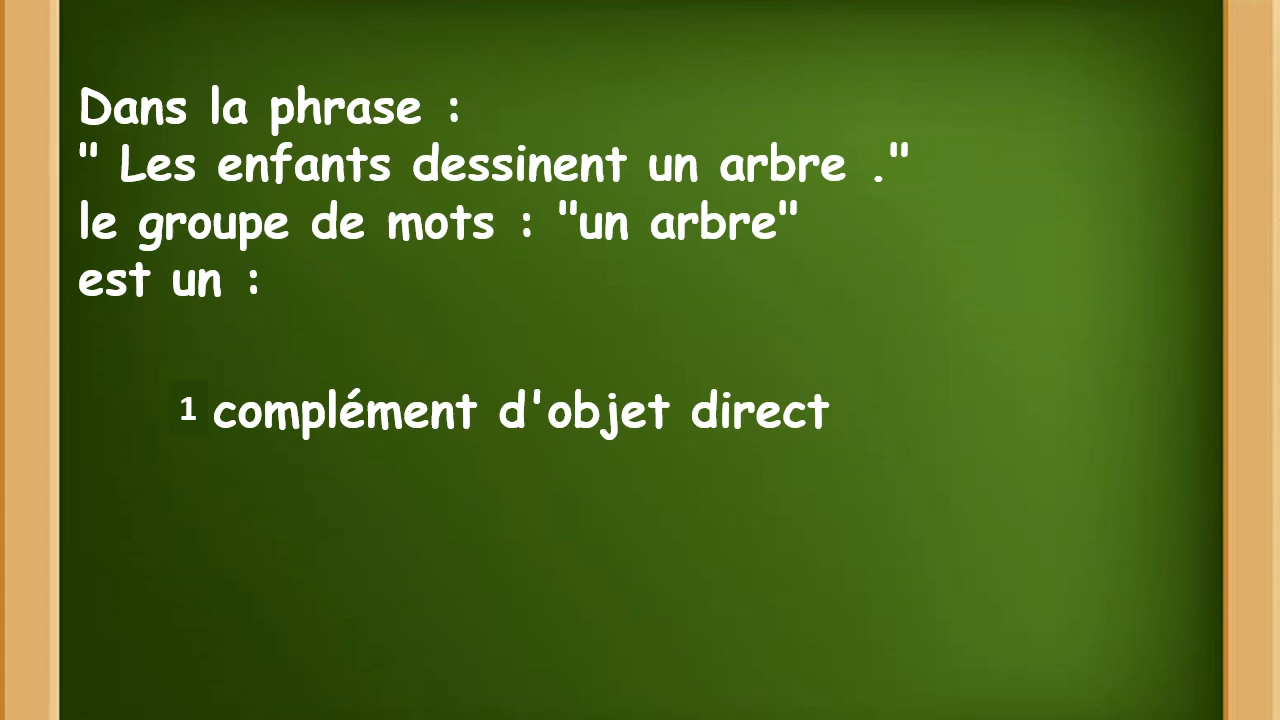 Dans la phrase :
" Les enfants dessinent un arbre ."
le groupe de mots : "un arbre"
est un :
1 complément d'objet direct